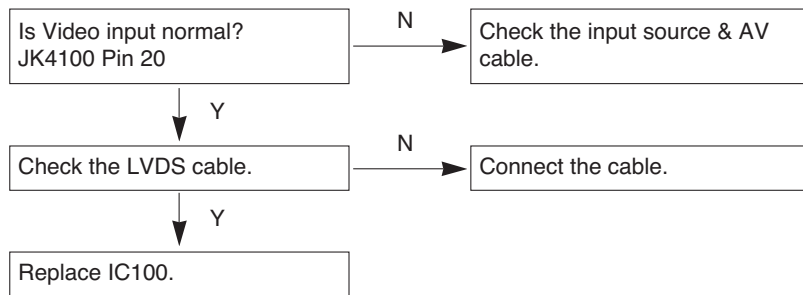 Is Video input normal?
JK4100 Pin 20
N
Check the input source & AV
cable.
Y
Check the LVDS cable.
N
Connect the cable.
Y
Replace IC100.